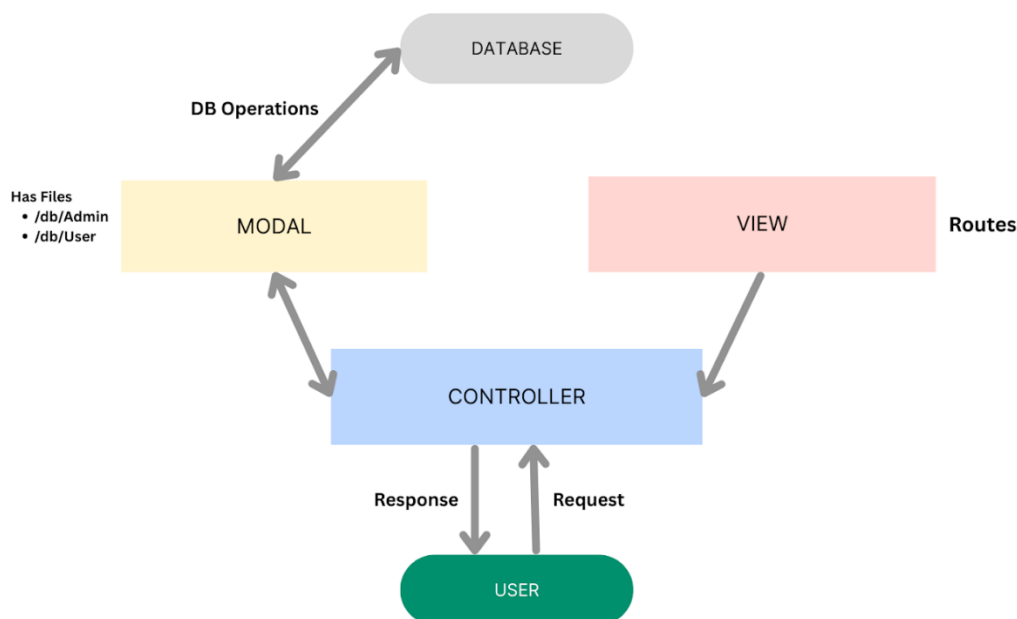 DATABASE
DB Operations
Has Files
• /db/Admin
• /db/User
MODAL
VIEW
Routes
CONTROLLER
Response
Request
USER